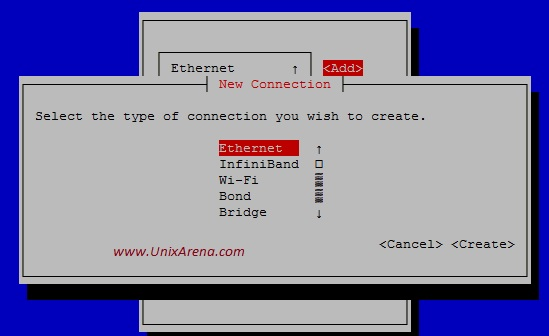 Ethernet ↑ <Add>
New Connection
Select the type of connection you wish to create.
Ethernet ↑
InfiniBand
Wi-Fi
Bond
Bridge ↓
<Cancel> <Create>
www.UnixArena.com